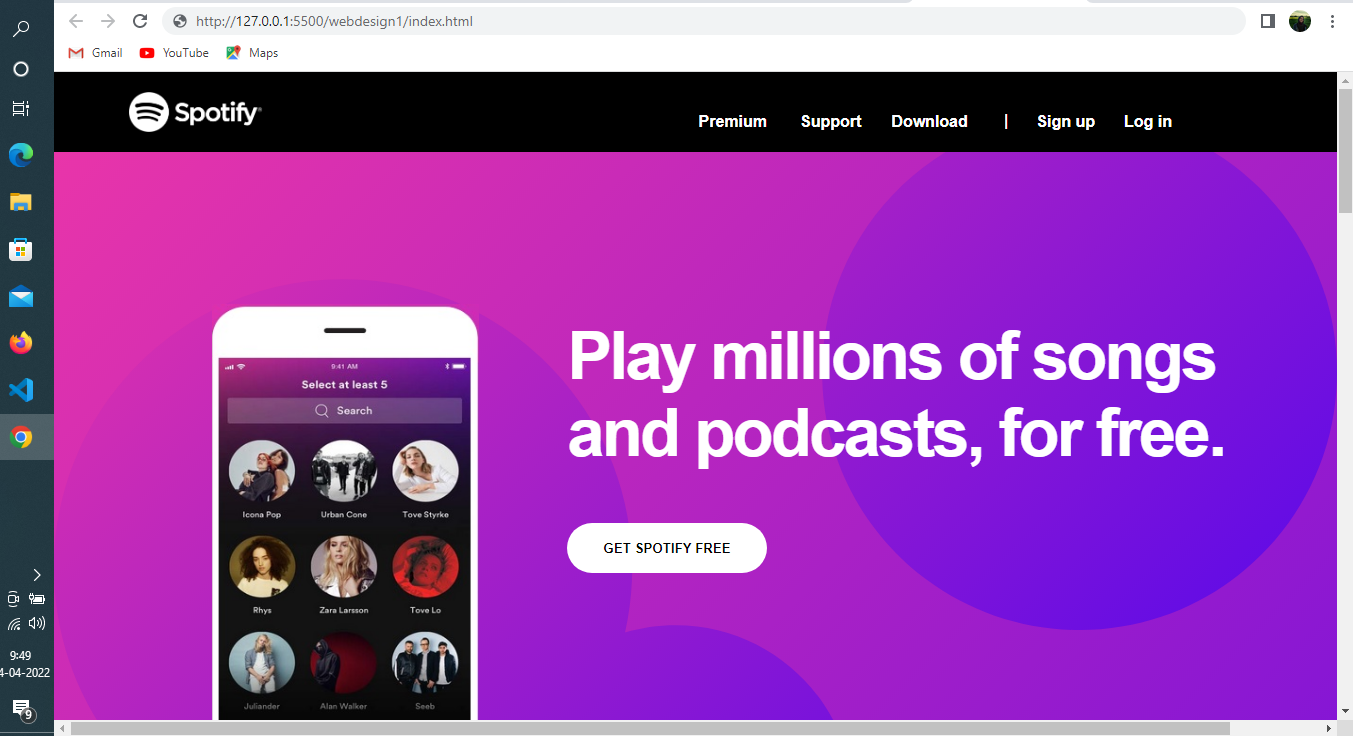 http://127.0.0.1:5500/webdesign1/index.html
Gmail YouTube Maps
Spotify
Premium Support Download | Sign up Log in
9:41 AM
Select at least 5
Search
Icona Pop Urban Cone Tove Styrke
Rhys Zara Larsson Tove Lo
Juliander Alan Walker Seeb
Play millions of songs
and podcasts, for free.
GET SPOTIFY FREE
9:49
4-04-2022
9